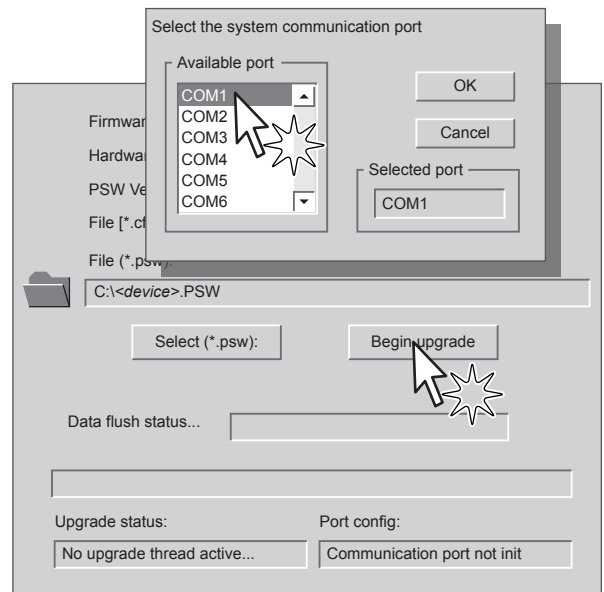 Select the system communication port
Available port
COM1
COM2
COM3
COM4
COM5
COM6
OK
Cancel
Selected port
COM1
Firmwar
Hardwa
PSW Ve
File [*.cf
File (*.psw):
C:\<device>.PSW
Select (*.psw):
Begin upgrade
Data flush status...
Upgrade status:
Port config:
No upgrade thread active...
Communication port not init